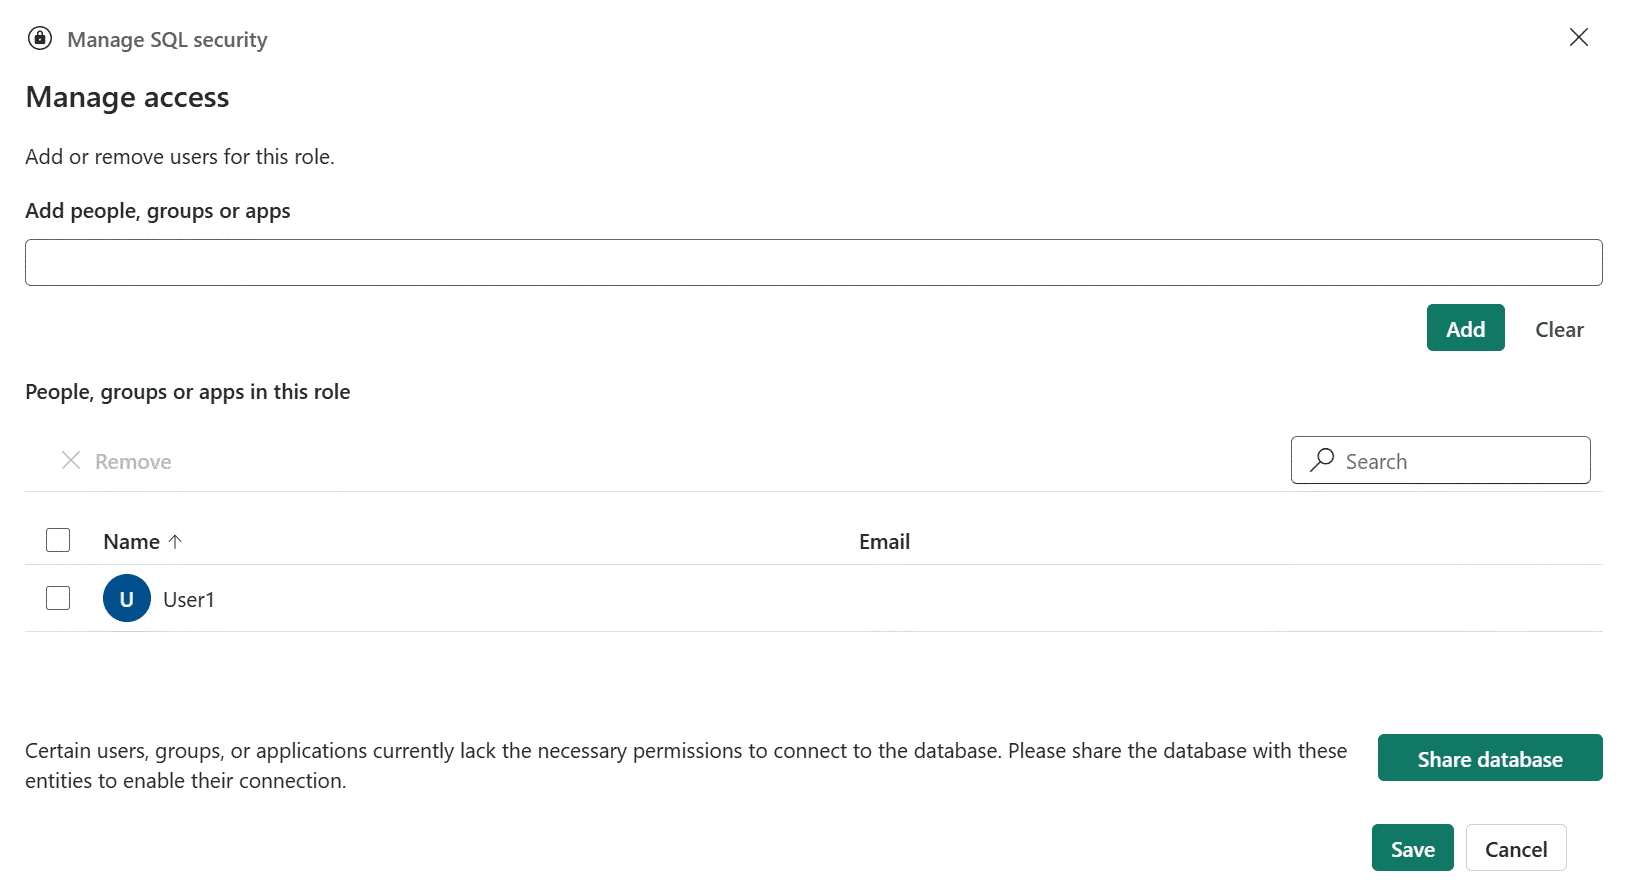 Manage SQL security
Manage access
Add or remove users for this role.
Add people, groups or apps
Add
Clear
People, groups or apps in this role
Remove
Search
Name ↑
Email
U
User1
Certain users, groups, or applications currently lack the necessary permissions to connect to the database. Please share the database with these
entities to enable their connection.
Share database
Save
Cancel